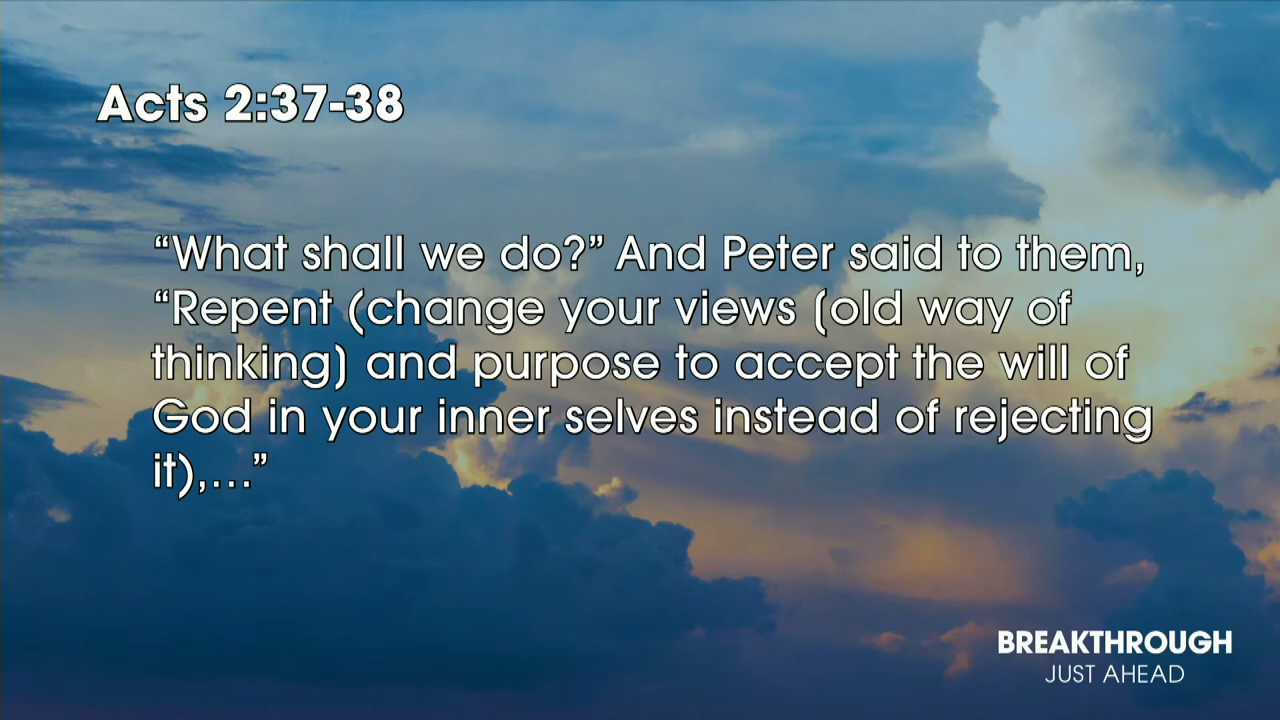 Acts 2:37-38
“What shall we do?” And Peter said to them,
“Repent (change your views (old way of
thinking) and purpose to accept the will of
God in your inner selves instead of rejecting
it),...”
BREAKTHROUGH
JUST AHEAD